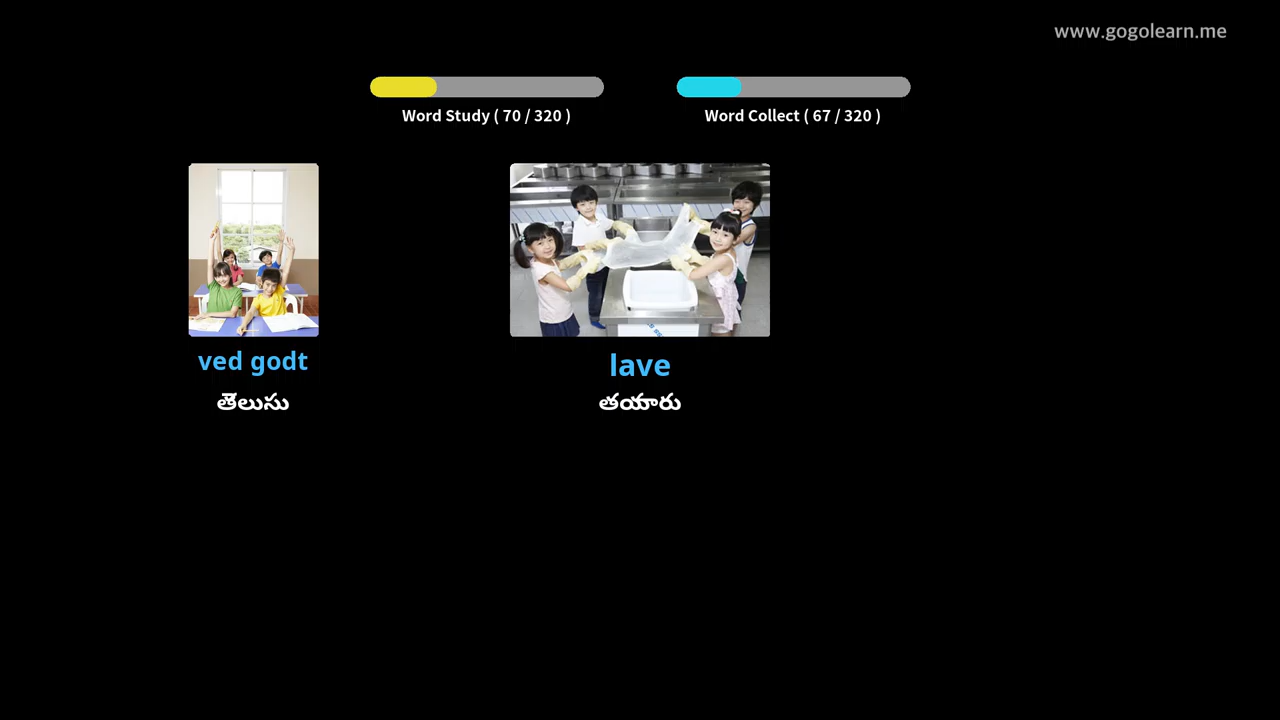 www.gogolearn.me
Word Study ( 70 / 320 )
Word Collect ( 67 / 320 )
ved godt
తెలుసు
lave
తయారు